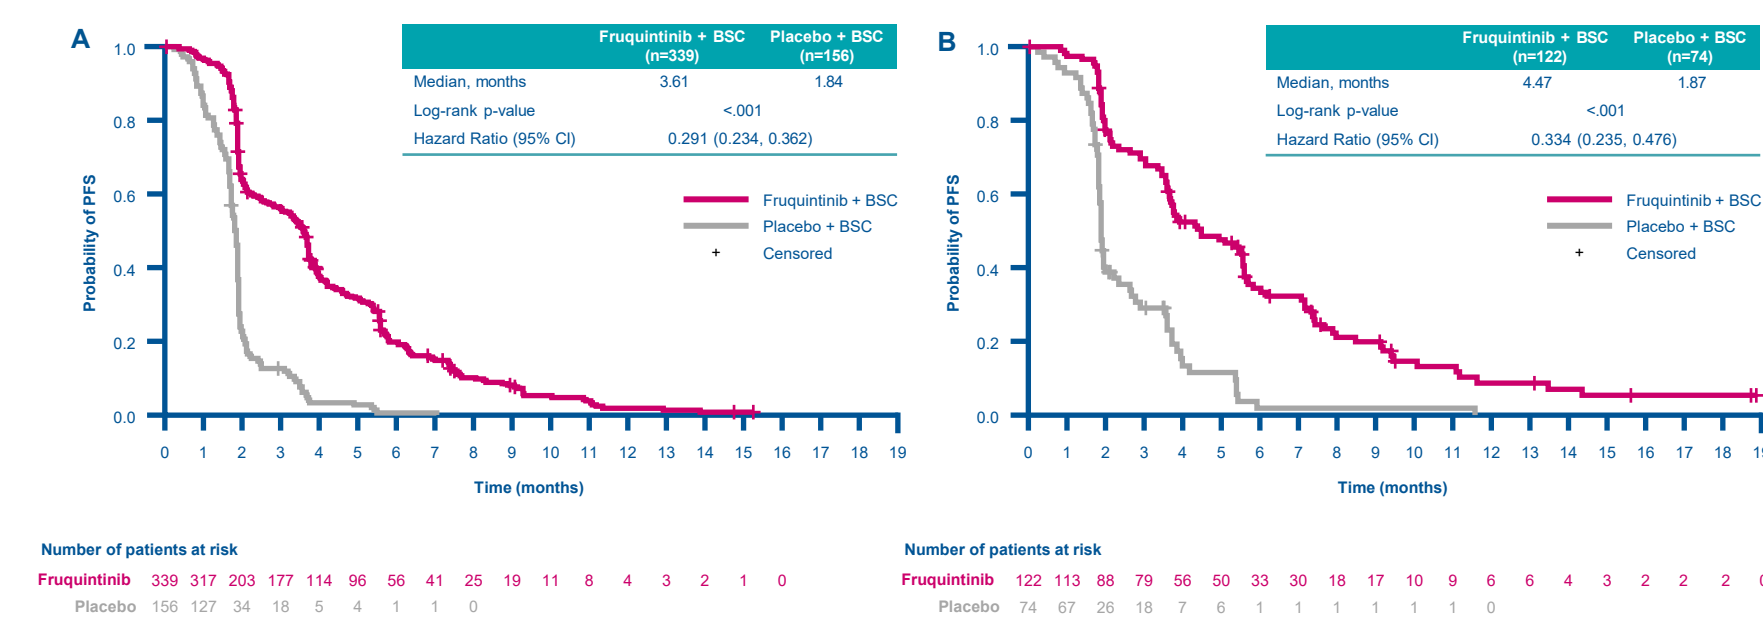 A
Fruquintinib + BSC (n=339) Placebo + BSC (n=156)
Median, months 3.61 1.84
Log-rank p-value <.001
Hazard Ratio (95% CI) 0.291 (0.234, 0.362)
Fruquintinib + BSC
Placebo + BSC
+ Censored
Probability of PFS
1.0
0.8
0.6
0.4
0.2
0.0
0 1 2 3 4 5 6 7 8 9 10 11 12 13 14 15 16 17 18 19
Time (months)
Number of patients at risk
Fruquintinib 339 317 203 177 114 96 56 41 25 19 11 8 4 3 2 1 0
Placebo 156 127 34 18 5 4 1 1 0
B
Fruquintinib + BSC (n=122) Placebo + BSC (n=74)
Median, months 4.47 1.87
Log-rank p-value <.001
Hazard Ratio (95% CI) 0.334 (0.235, 0.476)
Fruquintinib + BSC
Placebo + BSC
+ Censored
Probability of PFS
1.0
0.8
0.6
0.4
0.2
0.0
0 1 2 3 4 5 6 7 8 9 10 11 12 13 14 15 16 17 18
Time (months)
Number of patients at risk
Fruquintinib 122 113 88 79 56 50 33 30 18 17 10 9 6 6 4 3 2 2 2
Placebo 74 67 26 18 7 6 1 1 1 1 1 1 0